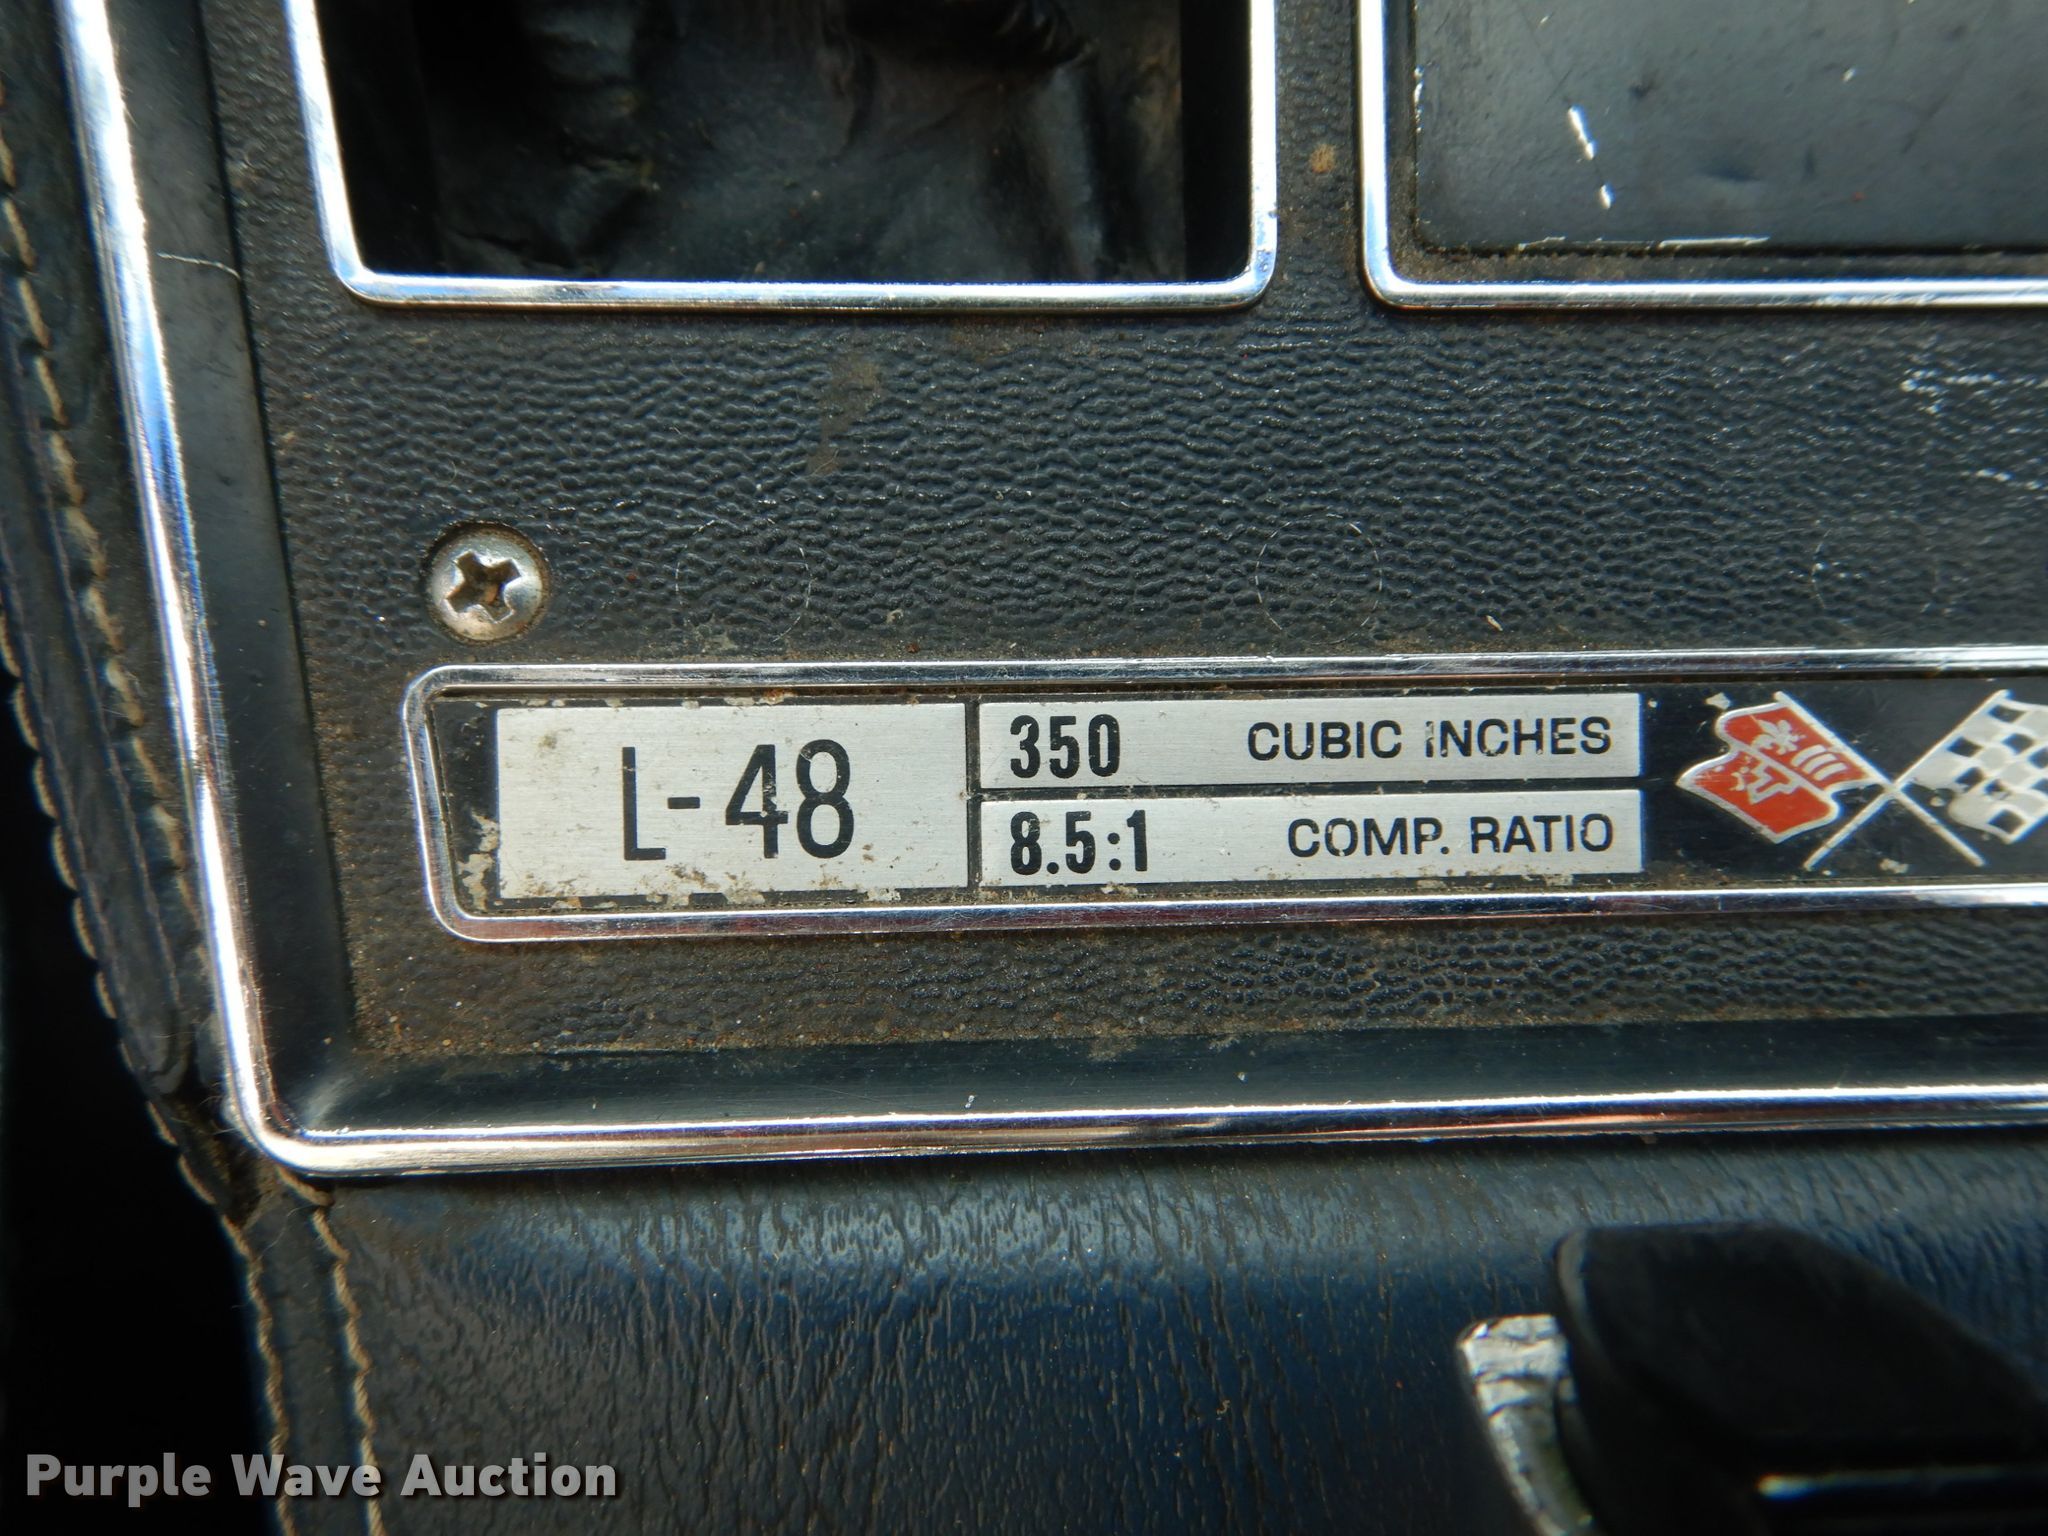 L-48
350 CUBIC INCHES
8.5:1 COMP. RATIO
Purple Wave Auction